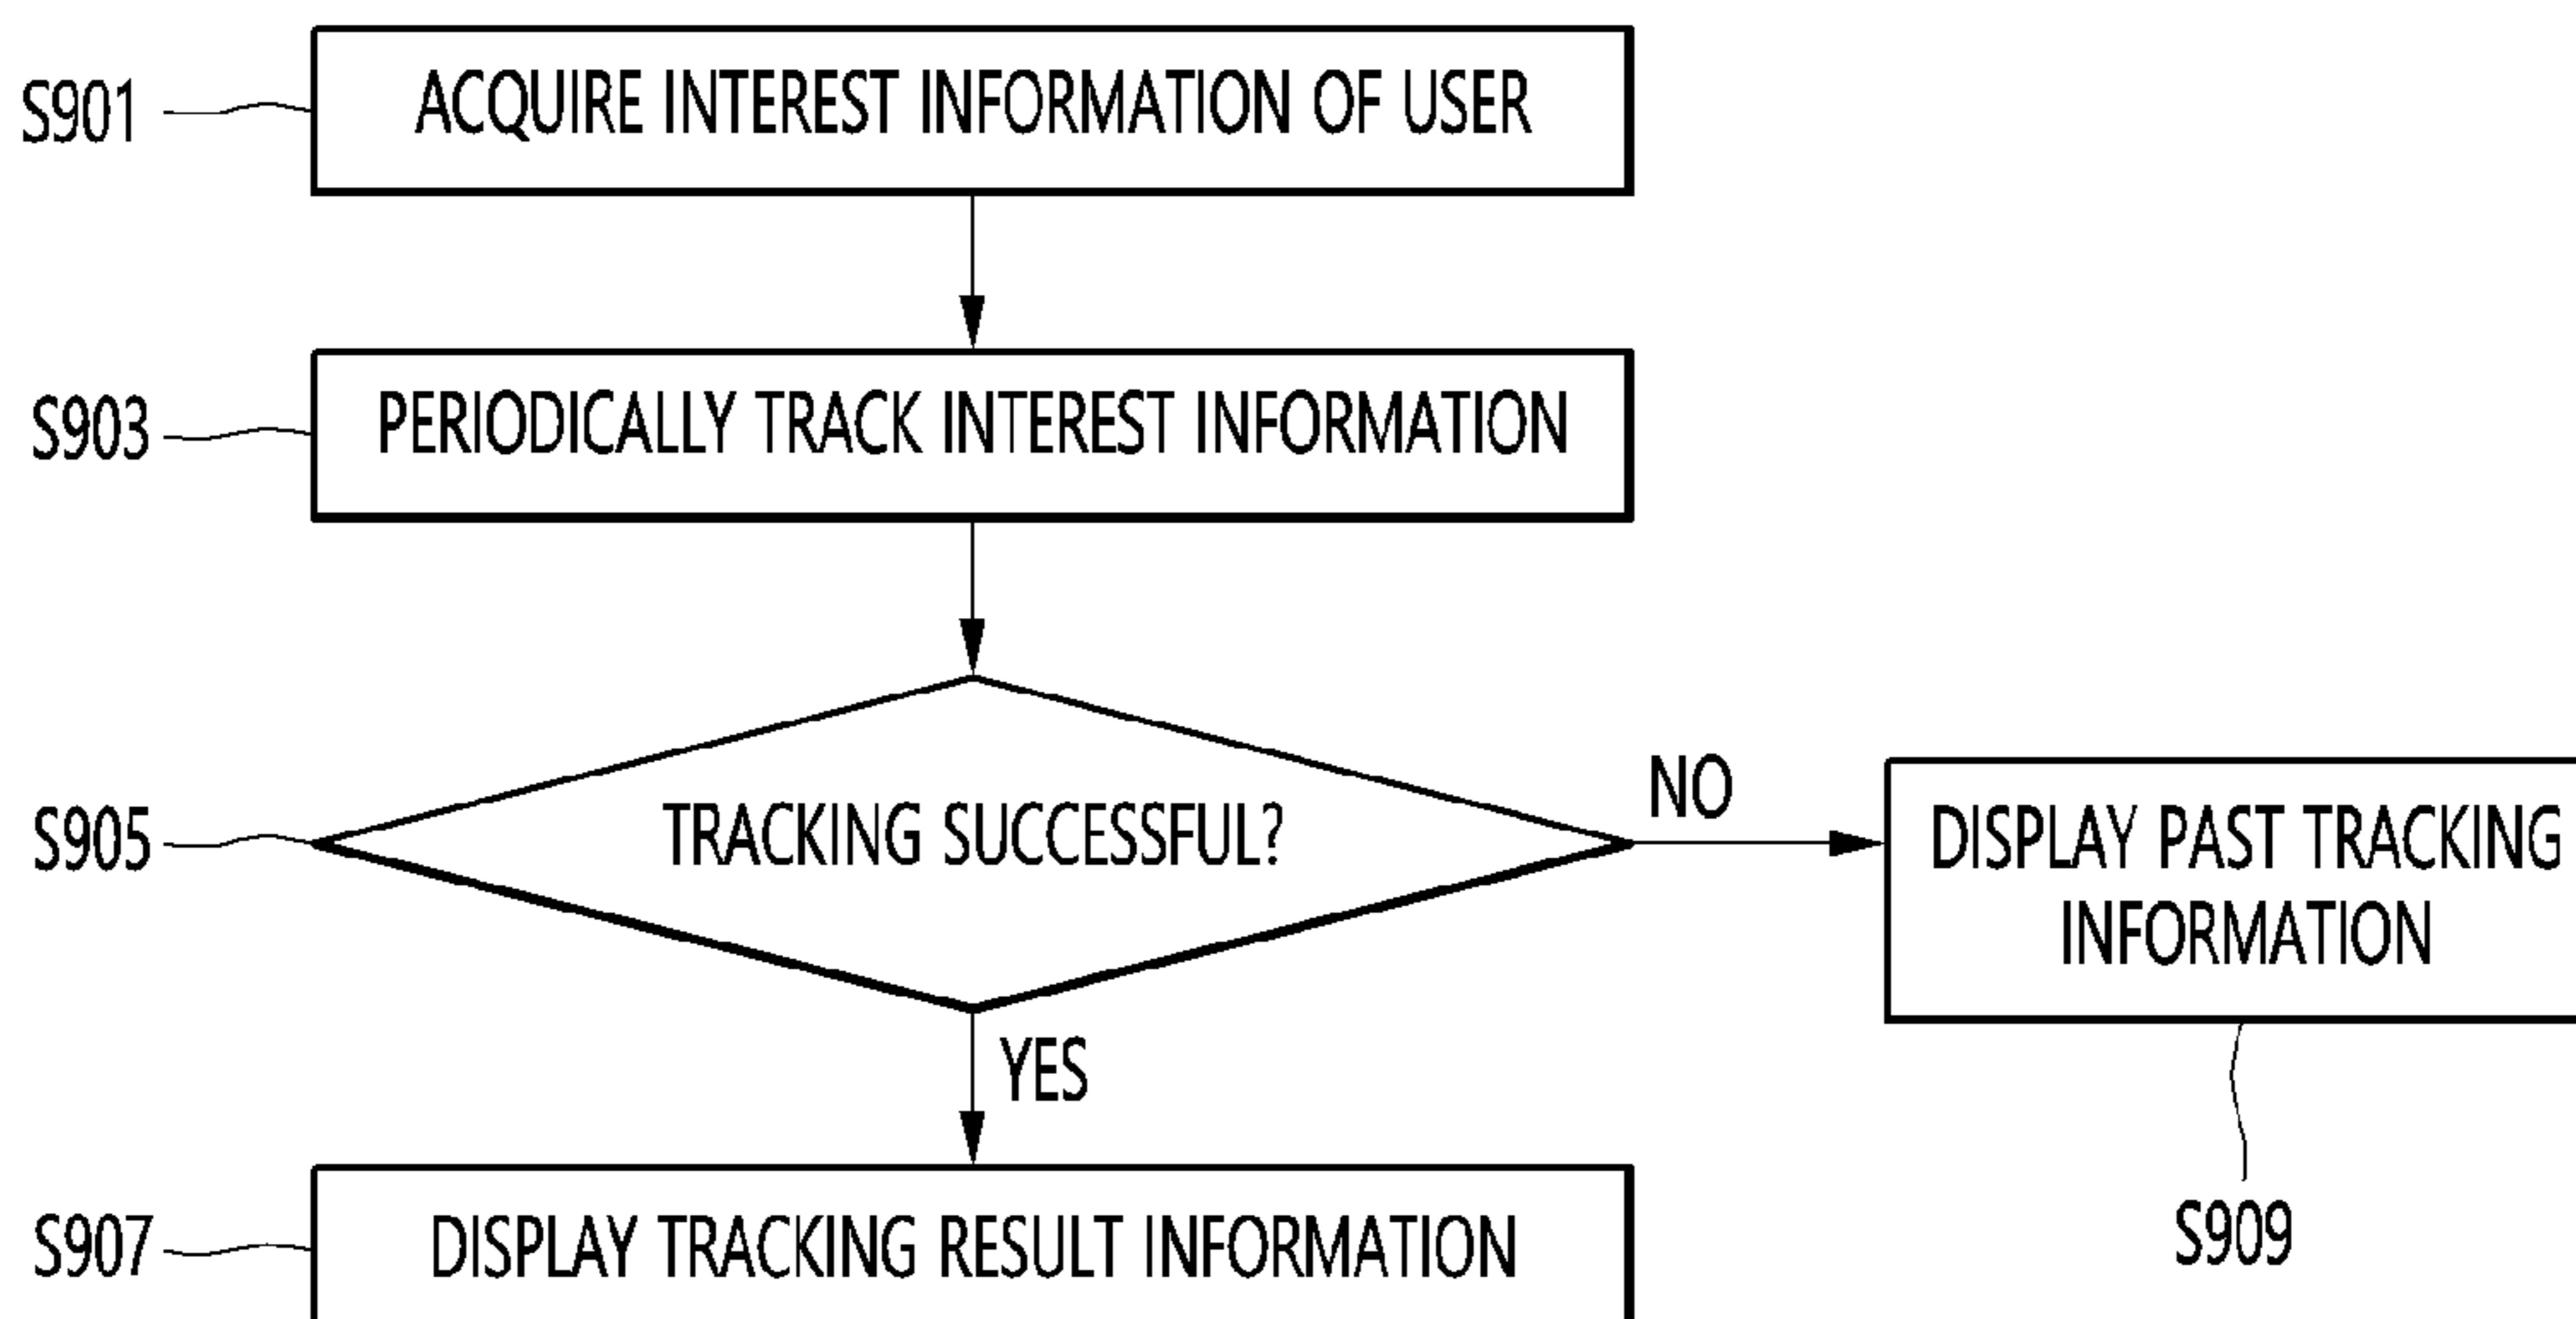 S901
ACQUIRE INTEREST INFORMATION OF USER
S903
PERIODICALLY TRACK INTEREST INFORMATION
S905
TRACKING SUCCESSFUL?
NO
DISPLAY PAST TRACKING
INFORMATION
S909
YES
S907
DISPLAY TRACKING RESULT INFORMATION